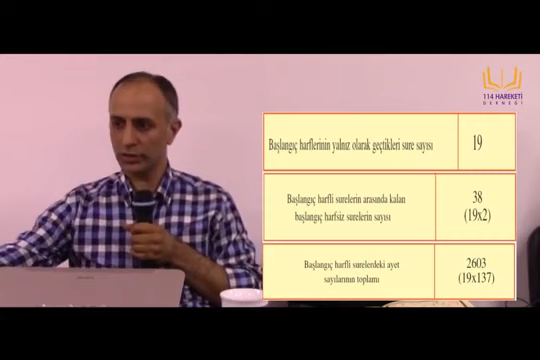 114 HAREKETİ
DERNEĞİ
Başlangıç harflerinin yalnız olarak geçtikleri sure sayısı
19
Başlangıç harfli surelerin arasında kalan
başlangıç harfsiz surelerin sayısı
38
(19x2)
Başlangıç harfli surelerdeki ayet
sayılarının toplamı
2603
(19x137)